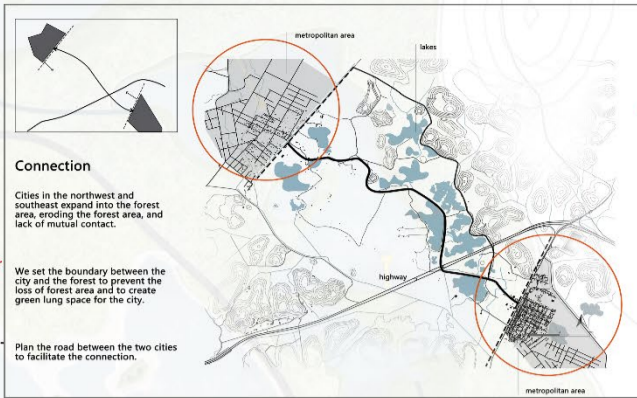 metropolitan area
lakes
Connection
Cities in the northwest and
southeast expand into the forest
area, eroding the forest area, and
lack of mutual contact.
We set the boundary between the
city and the forest to prevent the
loss of forest area and to create
green lung space for the city.
highway
Plan the road between the two cities
to facilitate the connection.
metropolitan area